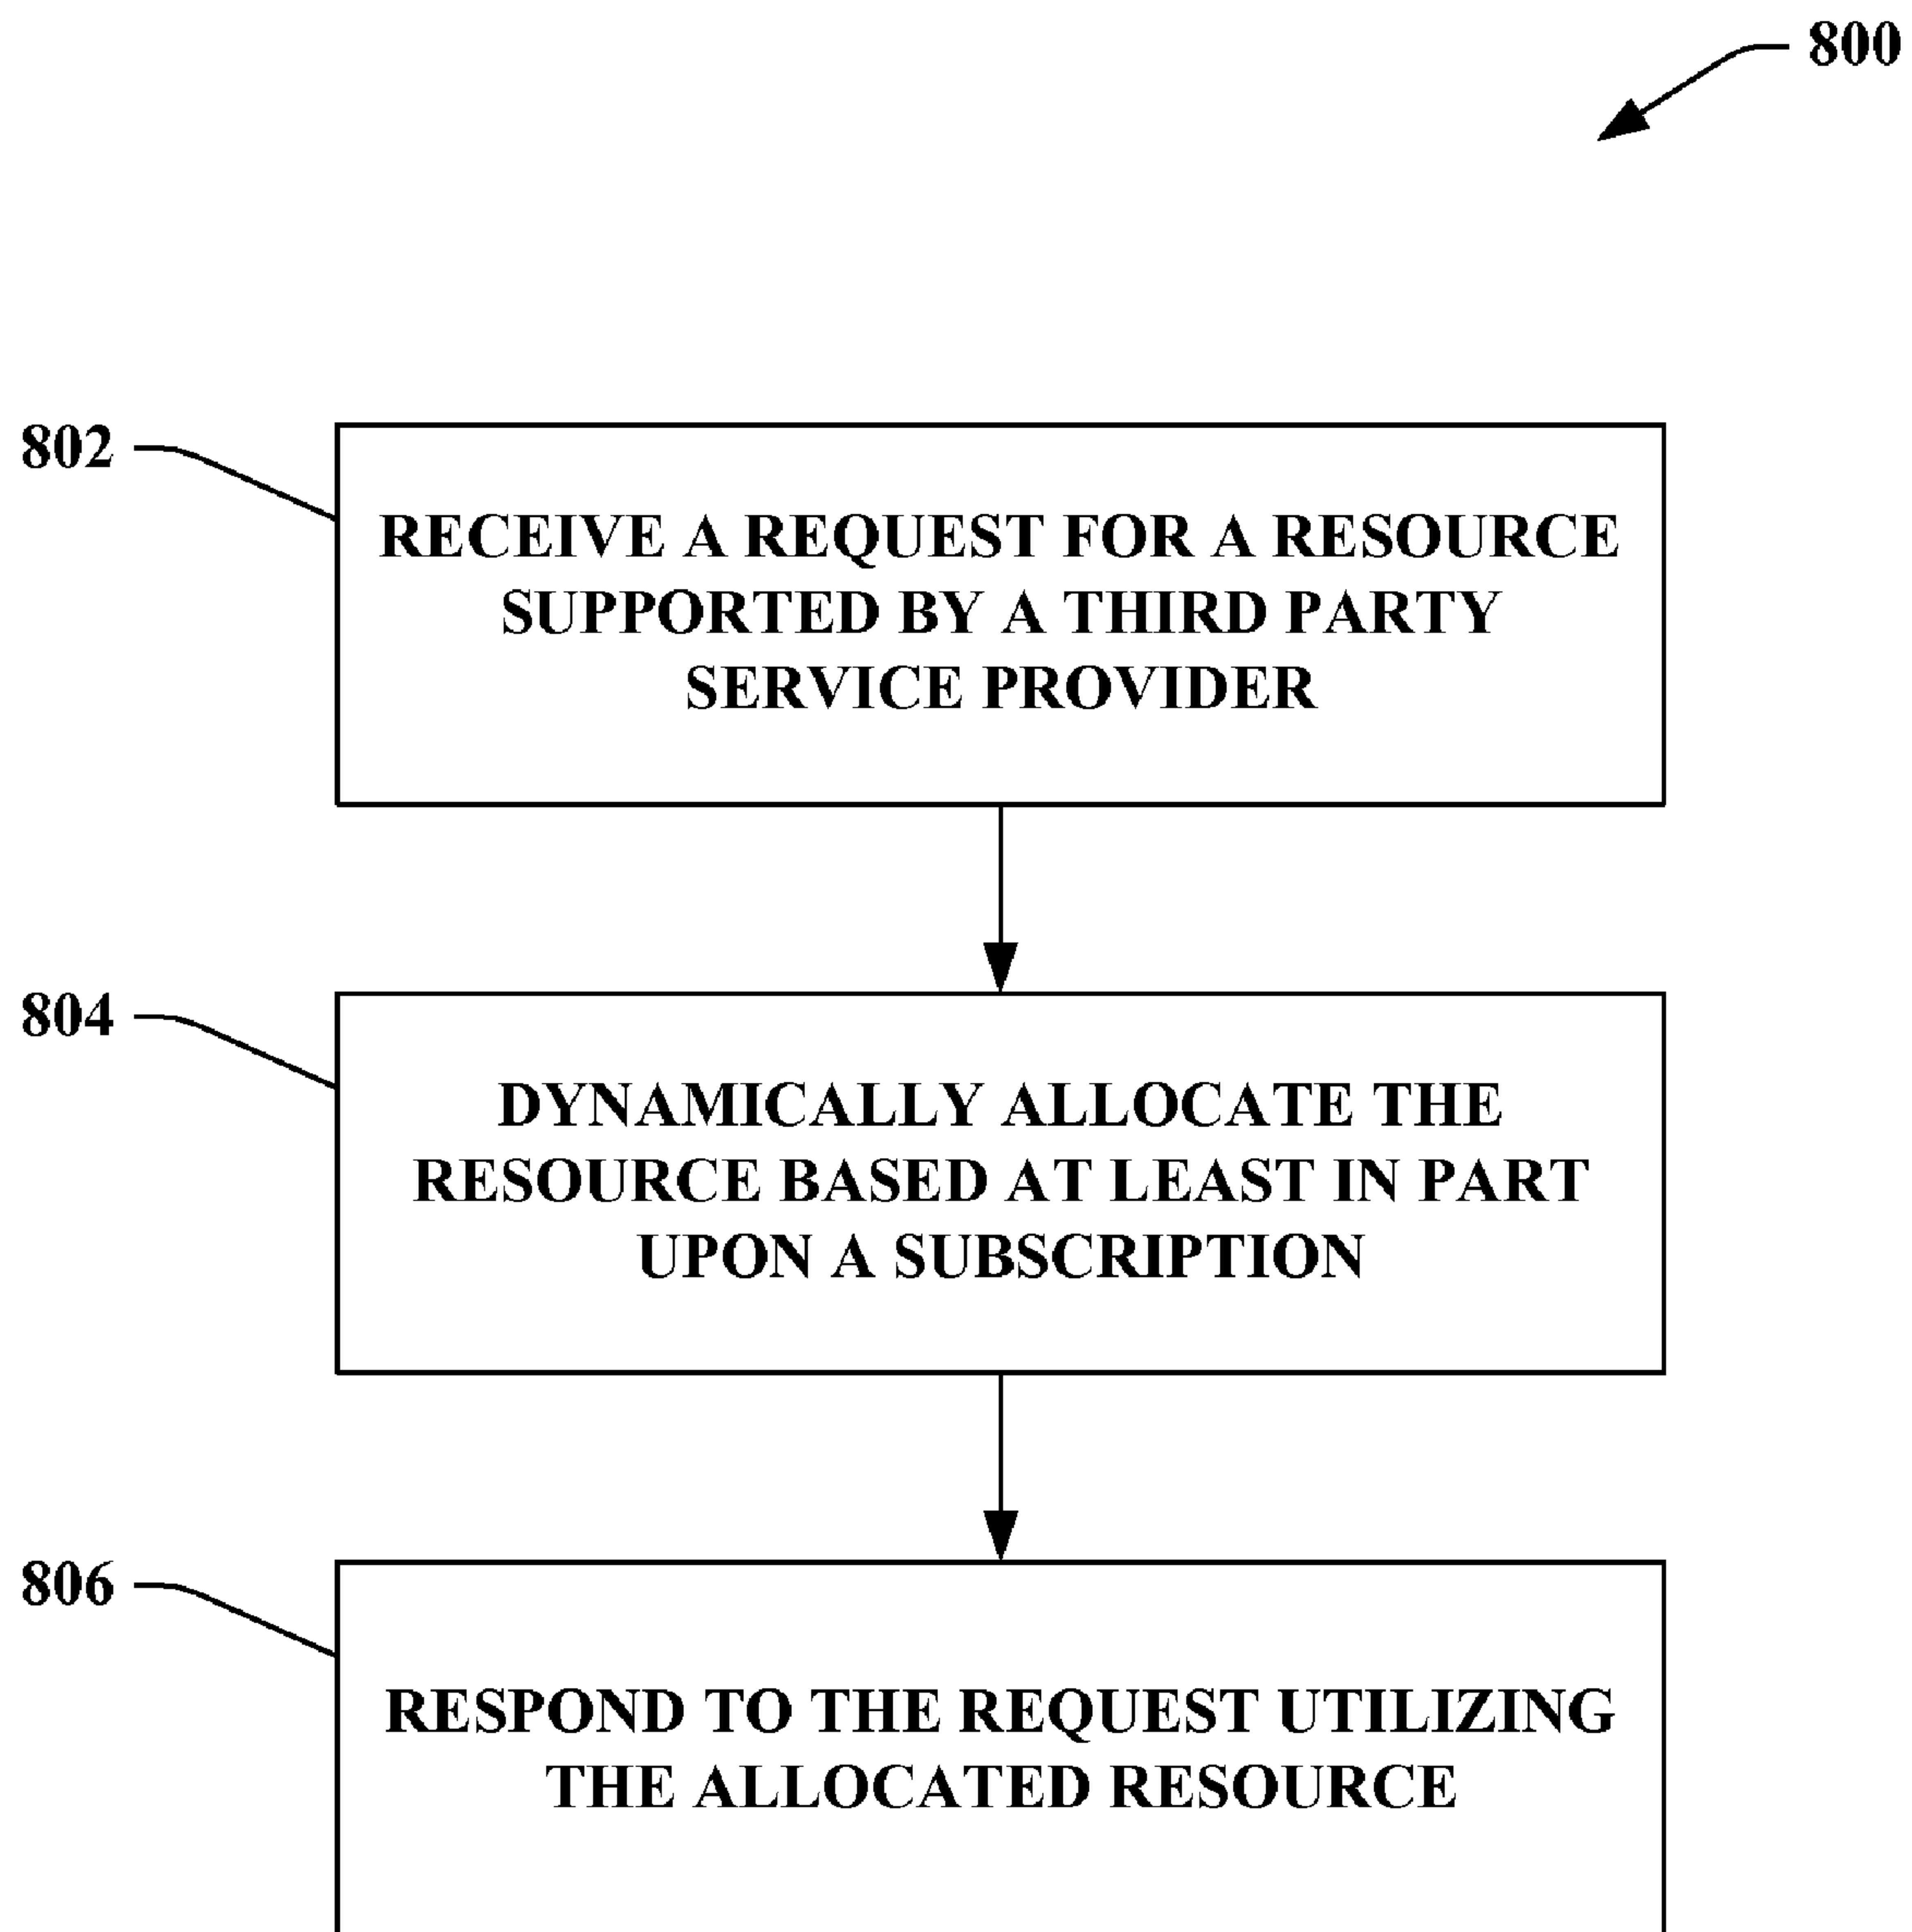 800
802
RECEIVE A REQUEST FOR A RESOURCE
SUPPORTED BY A THIRD PARTY
SERVICE PROVIDER
804
DYNAMICALLY ALLOCATE THE
RESOURCE BASED AT LEAST IN PART
UPON A SUBSCRIPTION
806
RESPOND TO THE REQUEST UTILIZING
THE ALLOCATED RESOURCE